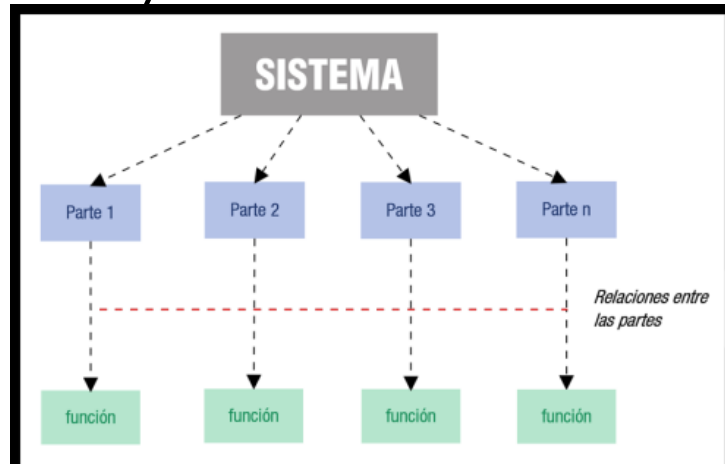 SISTEMA
Parte 1
Parte 2
Parte 3
Parte n
Relaciones entre
las partes
función
función
función
función